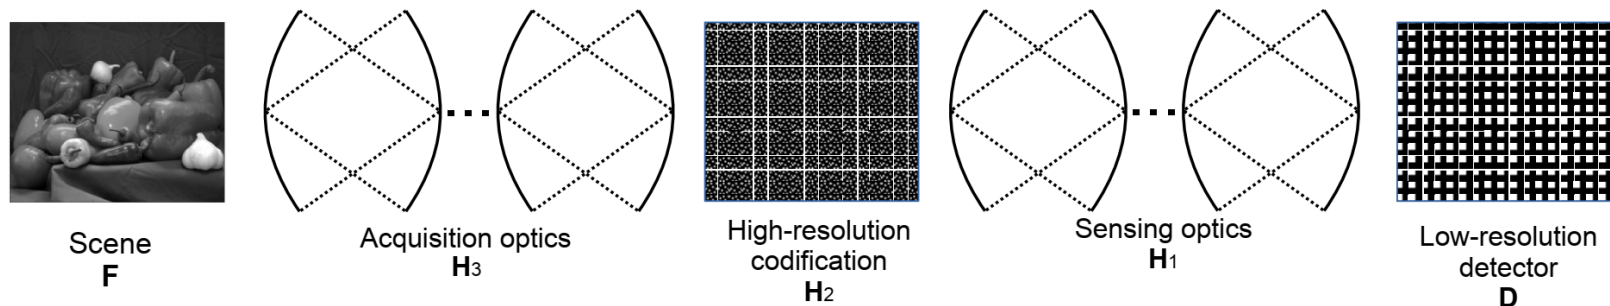 Scene
F
Acquisition optics
H3
High-resolution
codification
H2
Sensing optics
H1
Low-resolution
detector
D